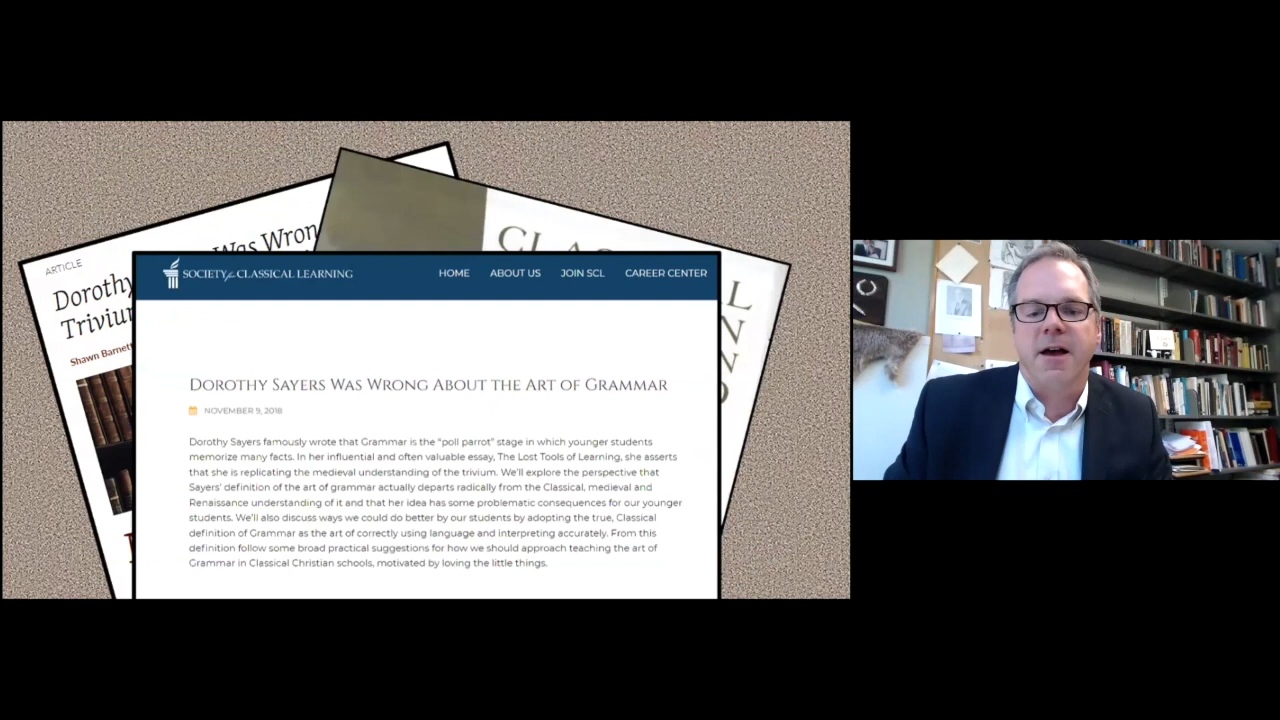 ARTICLE
Dorothy
Was Wron
Trivium
Shawn Barnett
CLA
L
SOCIETY for CLASSICAL LEARNING
HOME ABOUT US JOIN SCL CAREER CENTER
DOROTHY SAYERS WAS WRONG ABOUT THE ART OF GRAMMAR
NOVEMBER 9, 2018
Dorothy Sayers famously wrote that Grammar is the “poll parrot” stage in which younger students
memorize many facts. In her influential and often valuable essay, The Lost Tools of Learning, she asserts
that she is replicating the medieval understanding of the trivium. We’ll explore the perspective that
Sayers’ definition of the art of grammar actually departs radically from the Classical, medieval and
Renaissance understanding of it and that her idea has some problematic consequences for our younger
students. We’ll also discuss ways we could do better by our students by adopting the true, Classical
definition of Grammar as the art of correctly using language and interpreting accurately. From this
definition follow some broad practical suggestions for how we should approach teaching the art of
Grammar in Classical Christian schools, motivated by loving the little things.